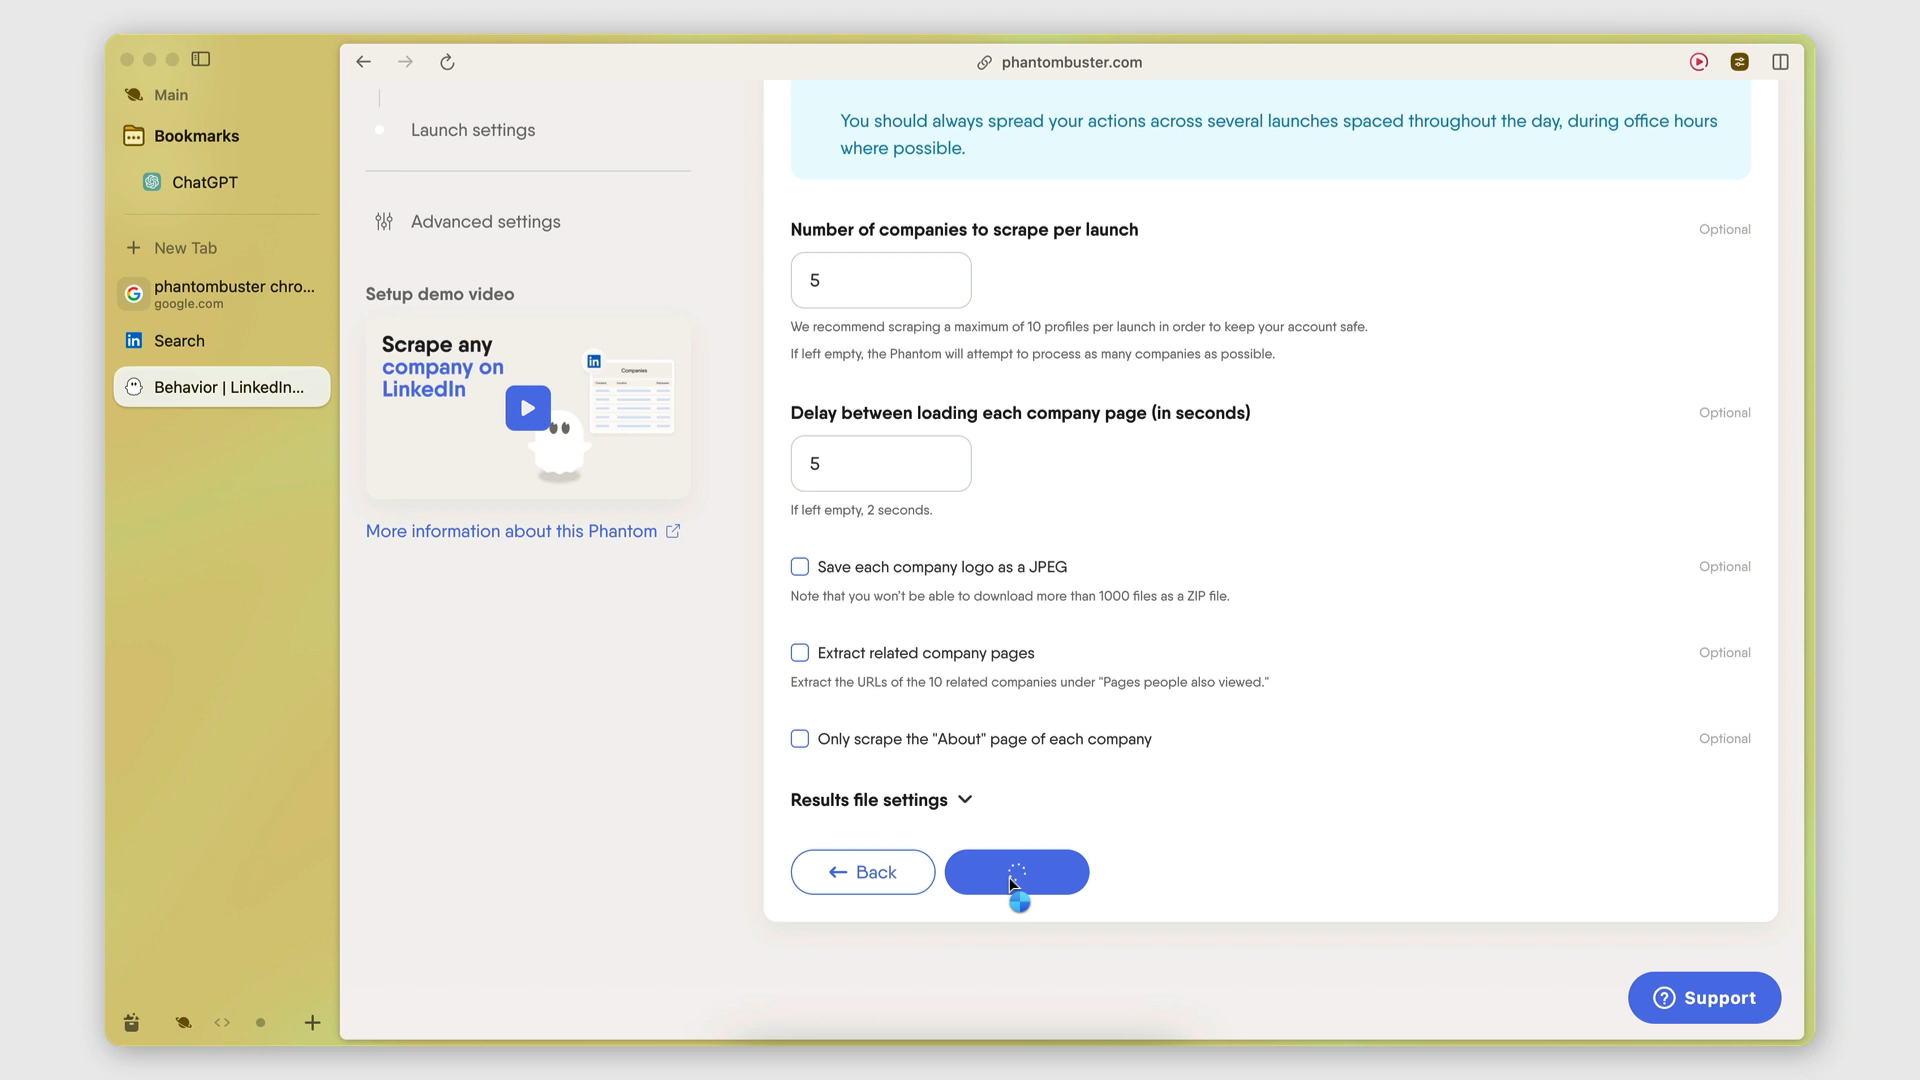 phantombuster.com
Main
Bookmarks
ChatGPT
New Tab
phantombuster chro...
google.com
Search
Behavior | LinkedIn...
Launch settings
Advanced settings
Setup demo video
Scrape any
company on
LinkedIn
Companies
More information about this Phantom
You should always spread your actions across several launches spaced throughout the day, during office hours
where possible.
Number of companies to scrape per launch
Optional
5
We recommend scraping a maximum of 10 profiles per launch in order to keep your account safe.
If left empty, the Phantom will attempt to process as many companies as possible.
Delay between loading each company page (in seconds)
Optional
5
If left empty, 2 seconds.
Save each company logo as a JPEG
Optional
Note that you won't be able to download more than 1000 files as a ZIP file.
Extract related company pages
Optional
Extract the URLs of the 10 related companies under "Pages people also viewed."
Only scrape the "About" page of each company
Optional
Results file settings
Back
Support